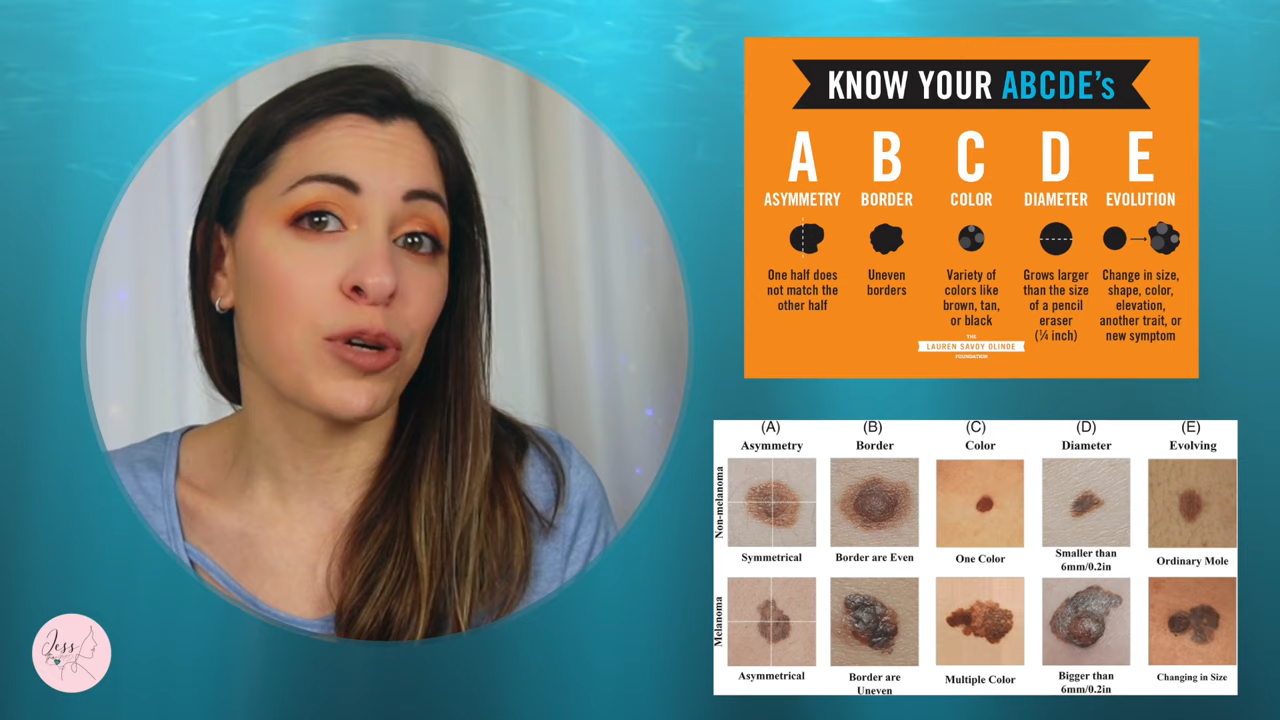 KNOW YOUR ABCDE's
A B C D E
ASYMMETRY BORDER COLOR DIAMETER EVOLUTION
One half does
not match the
other half
Uneven
borders
Variety of
colors like
brown, tan,
or black
Grows larger
than the size
of a pencil
eraser
(¼ inch)
Change in size,
shape, color,
elevation,
another trait, or
new symptom
THE
LAUREN SAVOY OLINDE
FOUNDATION
(A) (B) (C) (D) (E)
Asymmetry Border Color Diameter Evolving
Non-melanoma
Symmetrical
Border are Even
One Color
Smaller than
6mm/0.2in
Ordinary Mole
Melanoma
Asymmetrical
Border are
Uneven
Multiple Color
Bigger than
6mm/0.2in
Changing in Size
Jess